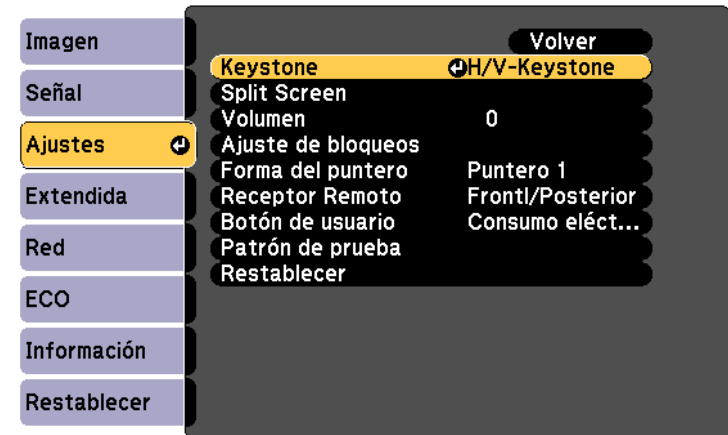 Imagen
Señal
Ajustes
Extendida
Red
ECO
Información
Restablecer
Volver
Keystone H/V-Keystone
Split Screen
Volumen 0
Ajuste de bloqueos
Forma del puntero Puntero 1
Receptor Remoto Frontl/Posterior
Botón de usuario Consumo eléct...
Patrón de prueba
Restablecer